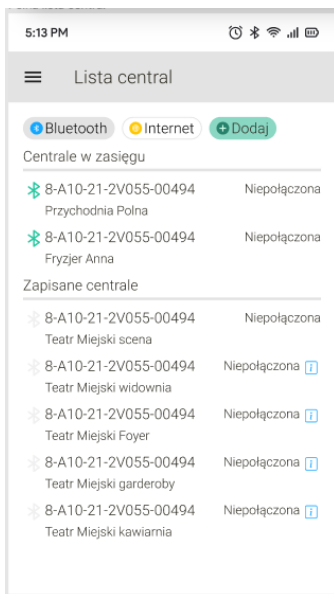 5:13 PM
Lista central
Bluetooth Internet Dodaj
Centrale w zasięgu
8-A10-21-2V055-00494 Niepołączona
Przychodnia Polna
8-A10-21-2V055-00494 Niepołączona
Fryzjer Anna
Zapisane centrale
8-A10-21-2V055-00494 Niepołączona
Teatr Miejski scena
8-A10-21-2V055-00494 Niepołączona i
Teatr Miejski widownia
8-A10-21-2V055-00494 Niepołączona i
Teatr Miejski Foyer
8-A10-21-2V055-00494 Niepołączona i
Teatr Miejski garderoby
8-A10-21-2V055-00494 Niepołączona i
Teatr Miejski kawiarnia